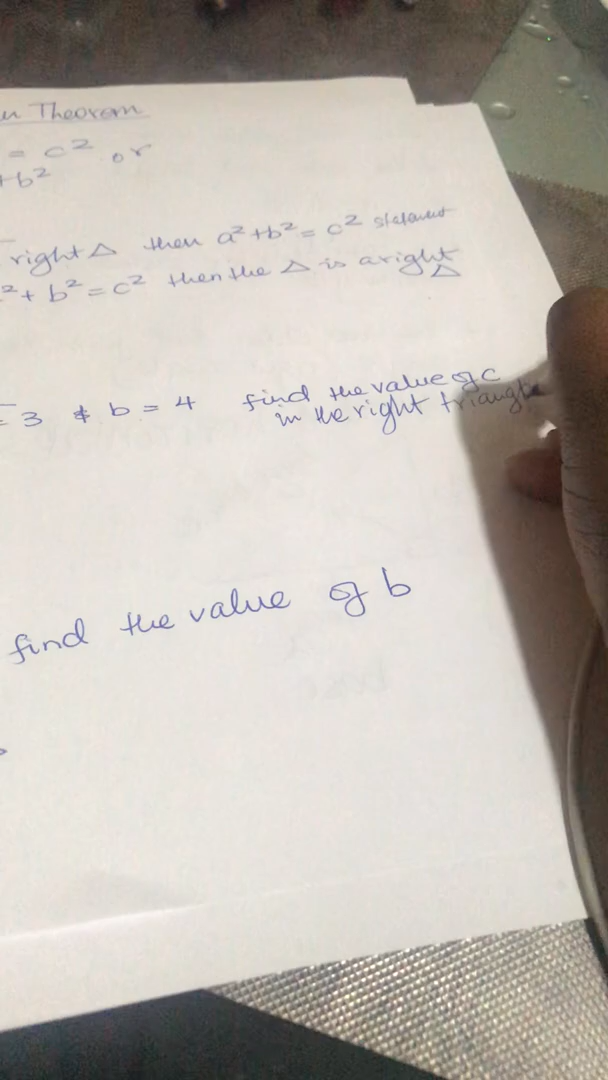 Theorem
= c² or
+b²
right △ then a²+b² = c² statement
²+ b² = c² then the △ is a right
△
= 3 & b = 4 find the value of c
in the right triangle
find the value of b